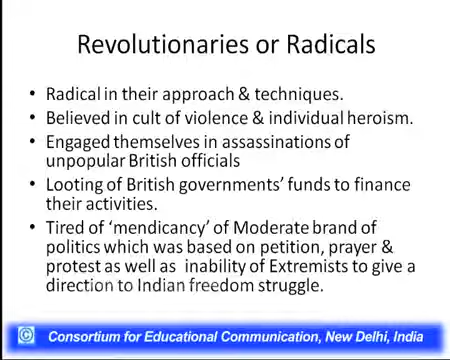 Revolutionaries or Radicals
• Radical in their approach & techniques.
• Believed in cult of violence & individual heroism.
• Engaged themselves in assassinations of
unpopular British officials
• Looting of British governments’ funds to finance
their activities.
• Tired of ‘mendicancy’ of Moderate brand of
politics which was based on petition, prayer &
protest as well as inability of Extremists to give a
direction to Indian freedom struggle.
© Consortium for Educational Communication, New Delhi, India